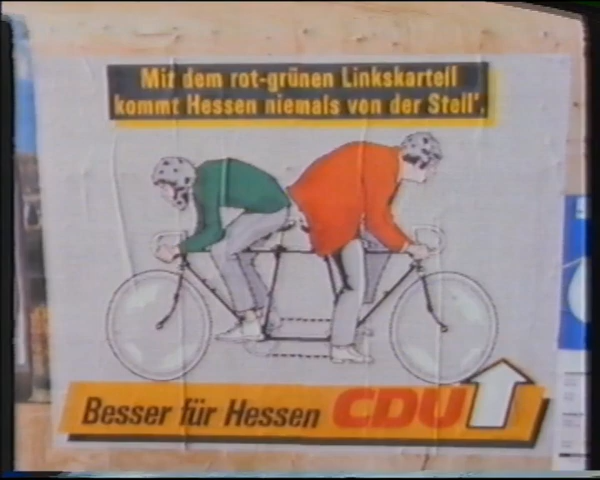 Mit dem rot-grünen Linkskartell
kommt Hessen niemals von der Stell'.
Besser für Hessen CDU